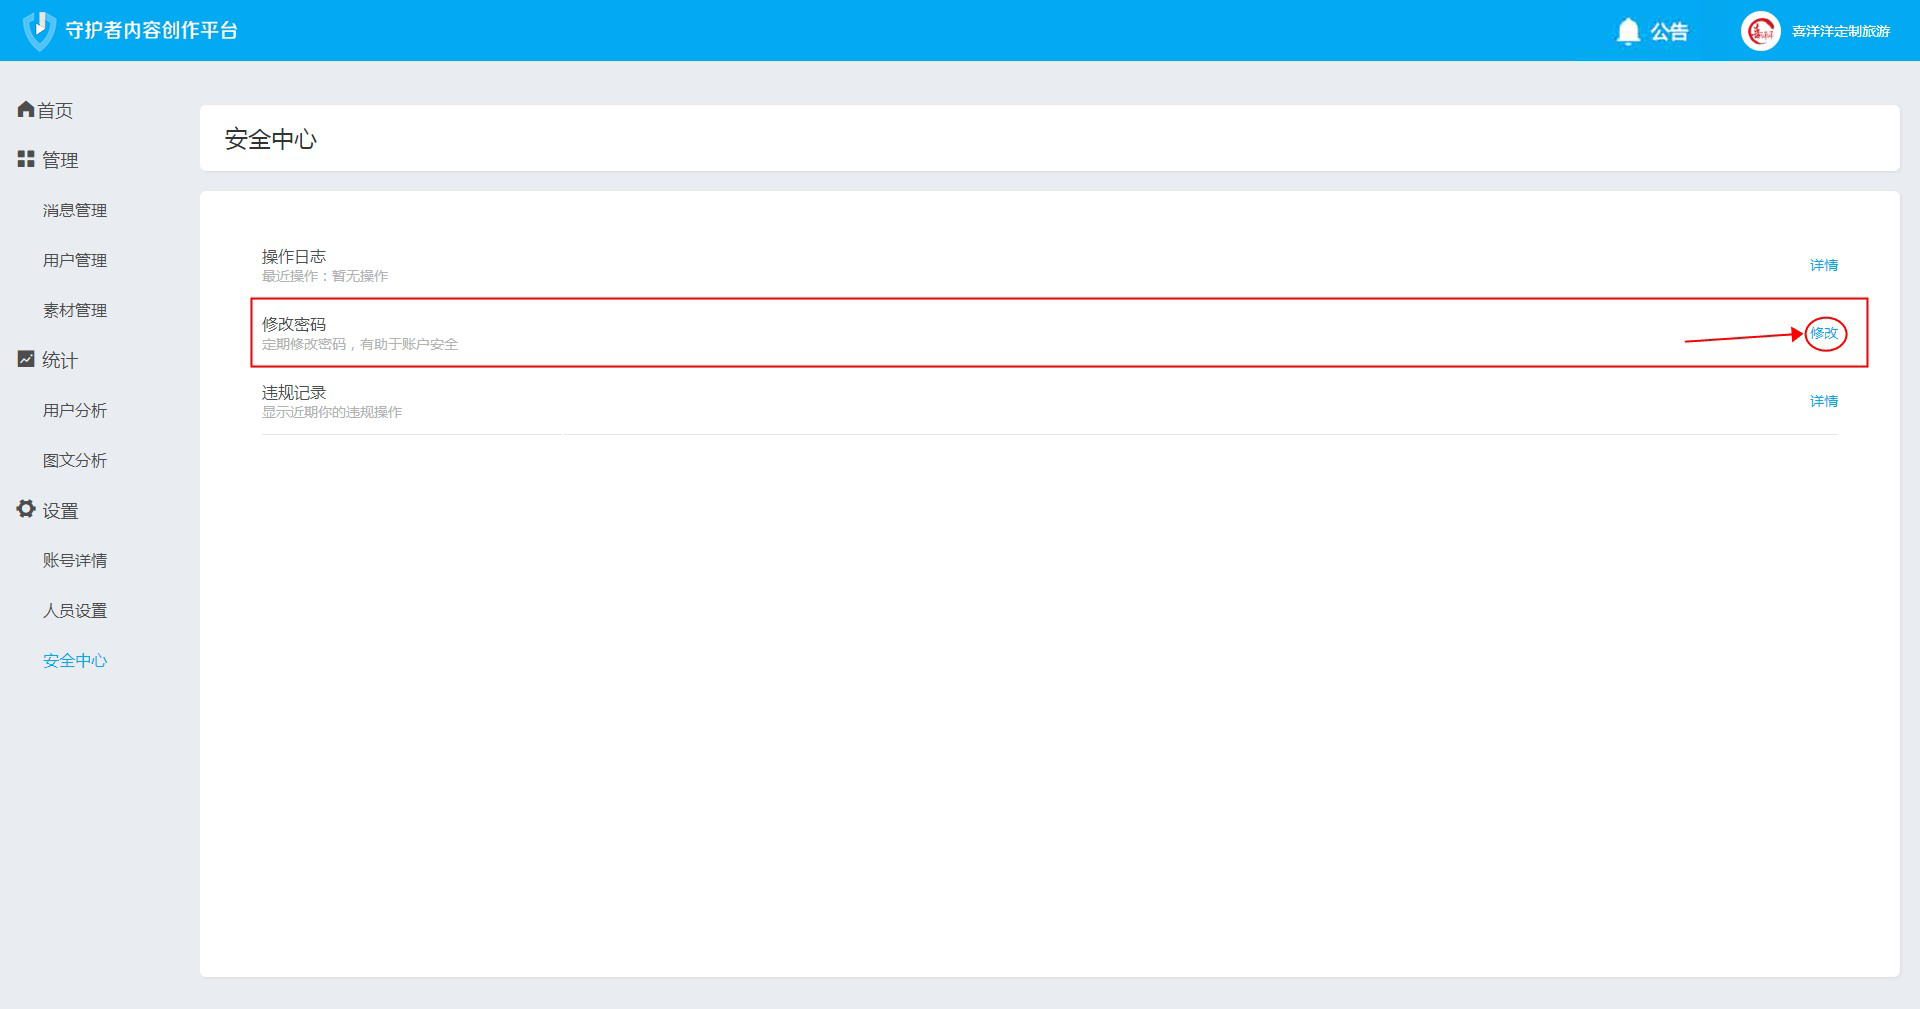 守护者内容创作平台
公告
喜洋洋定制旅游
首页
管理
消息管理
用户管理
素材管理
统计
用户分析
图文分析
设置
账号详情
人员设置
安全中心
安全中心
操作日志
最近操作：暂无操作
详情
修改密码
定期修改密码，有助于账户安全
修改
违规记录
显示近期你的违规操作
详情